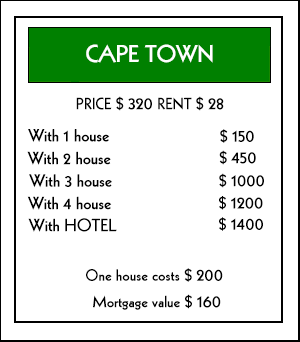 CAPE TOWN
PRICE $ 320 RENT $ 28
With 1 house $ 150
With 2 house $ 450
With 3 house $ 1000
With 4 house $ 1200
With HOTEL $ 1400
One house costs $ 200
Mortgage value $ 160